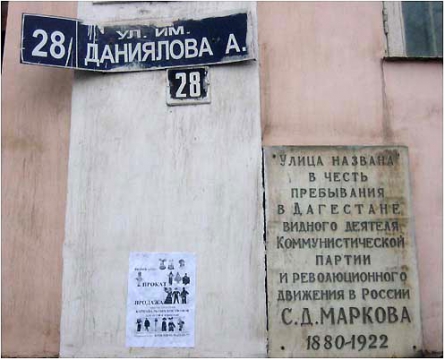 УЛ. ИМ.
28/ ДАНИЯЛОВА А.
28
УЛИЦА НАЗВАНА
В ЧЕСТЬ
ПРЕБЫВАНИЯ
В ДАГЕСТАНЕ
ВИДНОГО ДЕЯТЕЛЯ
КОММУНИСТИЧЕСКОЙ
ПАРТИИ
И РЕВОЛЮЦИОННОГО
ДВИЖЕНИЯ В РОССИИ
С.Д.МАРКОВА
1880-1922
ПРОКАТ
ПРОДАЖА